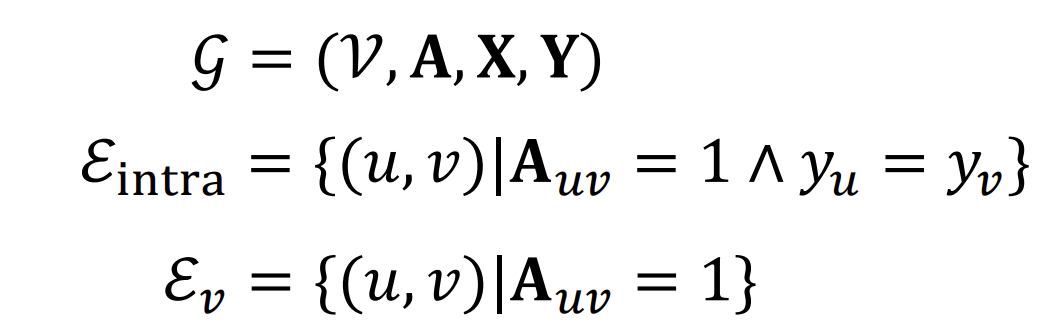 𝒢 = (𝒱, 𝐀, 𝐗, 𝐘)
ℰ_intra = {(𝑢, 𝑣)|𝐀_𝑢𝑣 = 1 ∧ 𝑦_𝑢 = 𝑦_𝑣}
ℰ_𝑣 = {(𝑢, 𝑣)|𝐀_𝑢𝑣 = 1}